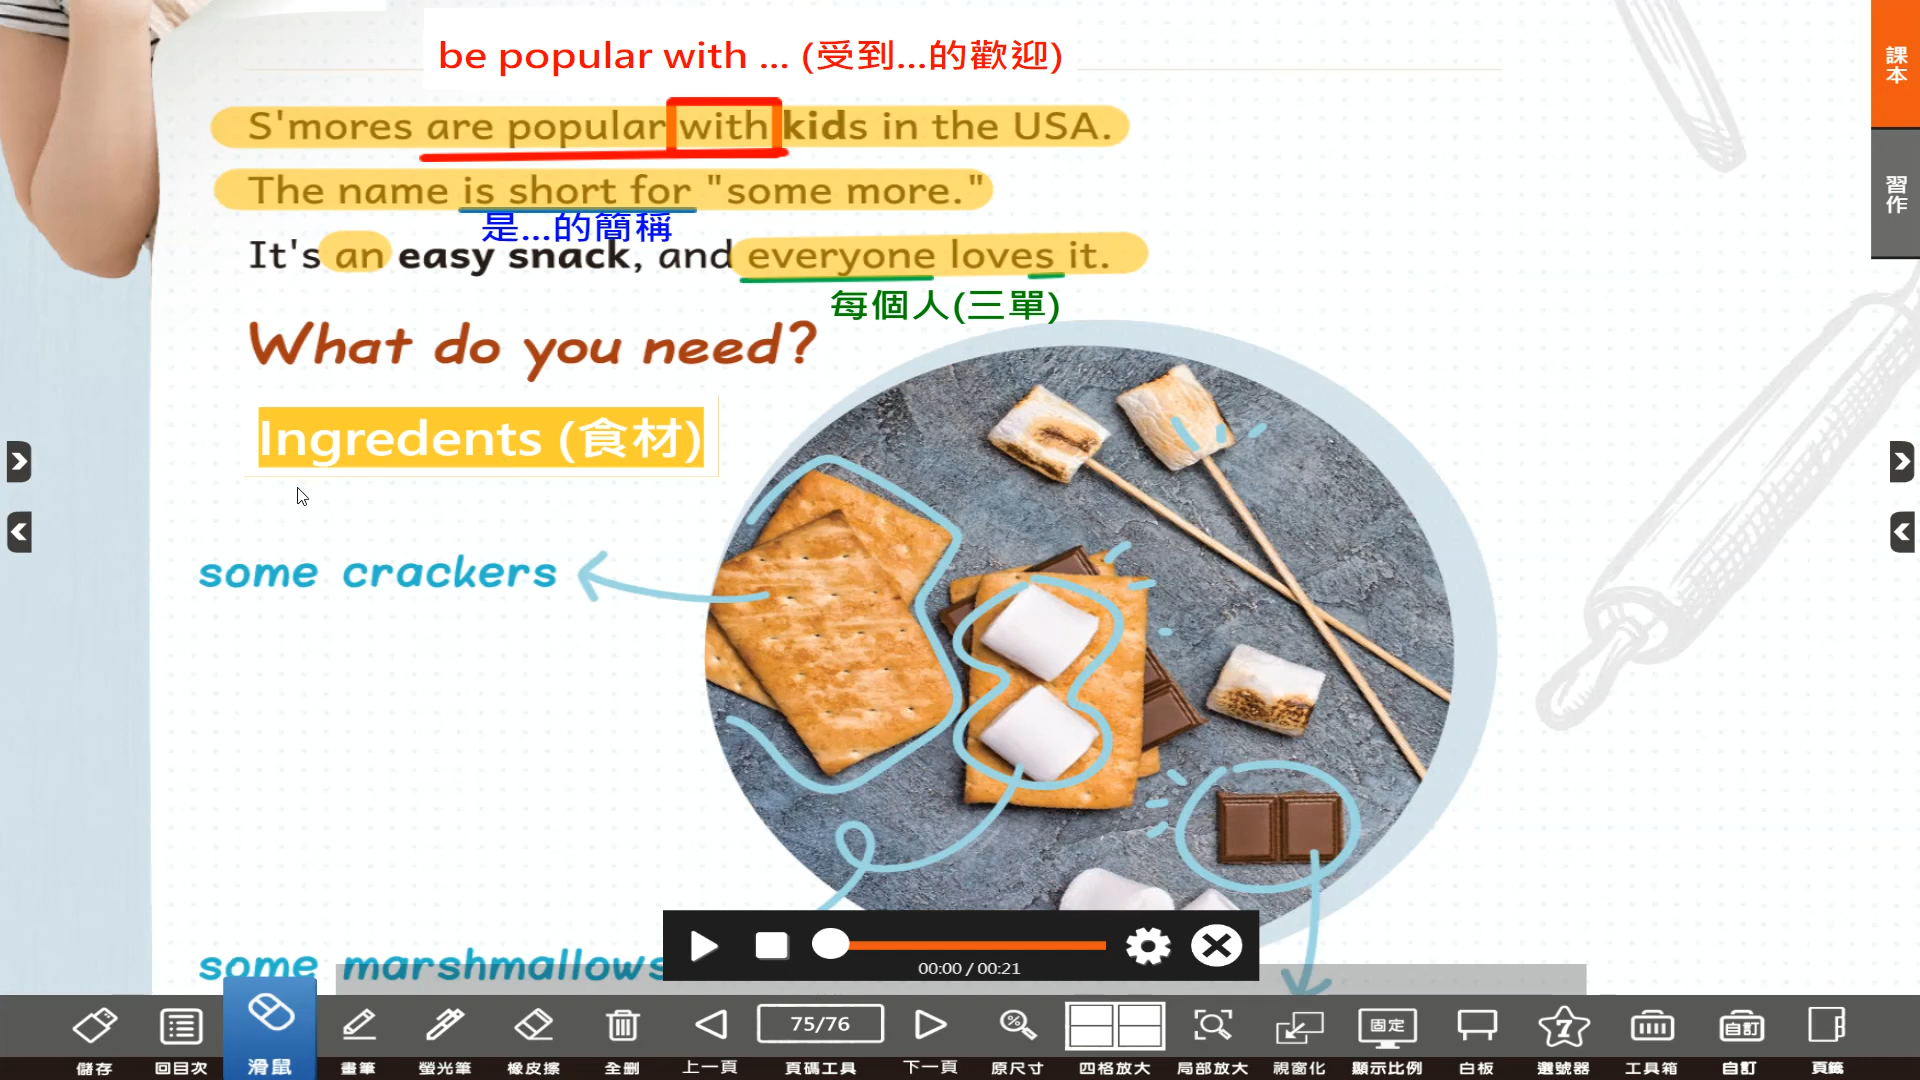 be popular with ... (受到...的歡迎)
S'mores are popular with kids in the USA.
The name is short for "some more."
是...的簡稱
It's an easy snack, and everyone loves it.
每個人(三單)
What do you need?
Ingredents (食材)
some crackers
some marshmallows
課本
習作
00:00 / 00:21
75/76
固定
7
自訂
儲存 回目次 滑鼠 畫筆 螢光筆 橡皮擦 全刪 上一頁 頁碼工具 下一頁 原尺寸 四格放大 局部放大 視窗化 顯示比例 白板 選號器 工具箱 自訂 頁籤